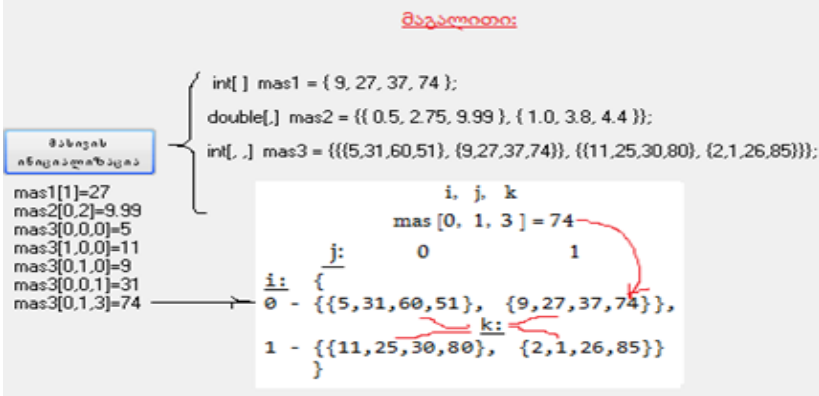 მაგალითი:
int[ ] mas1 = { 9, 27, 37, 74 };
double[,] mas2 = {{ 0.5, 2.75, 9.99 }, { 1.0, 3.8, 4.4 }};
მასივის
ინიციალიზაცია
int[, ,] mas3 = {{{5,31,60,51}, {9,27,37,74}}, {{11,25,30,80}, {2,1,26,85}}};
mas1[1]=27
mas2[0,2]=9.99
mas3[0,0,0]=5
mas3[1,0,0]=11
mas3[0,1,0]=9
mas3[0,0,1]=31
mas3[0,1,3]=74
i, j, k
mas [0, 1, 3 ] = 74
j: 0 1
i: {
0 - {{5,31,60,51}, {9,27,37,74}},
k:
1 - {{11,25,30,80}, {2,1,26,85}}
}